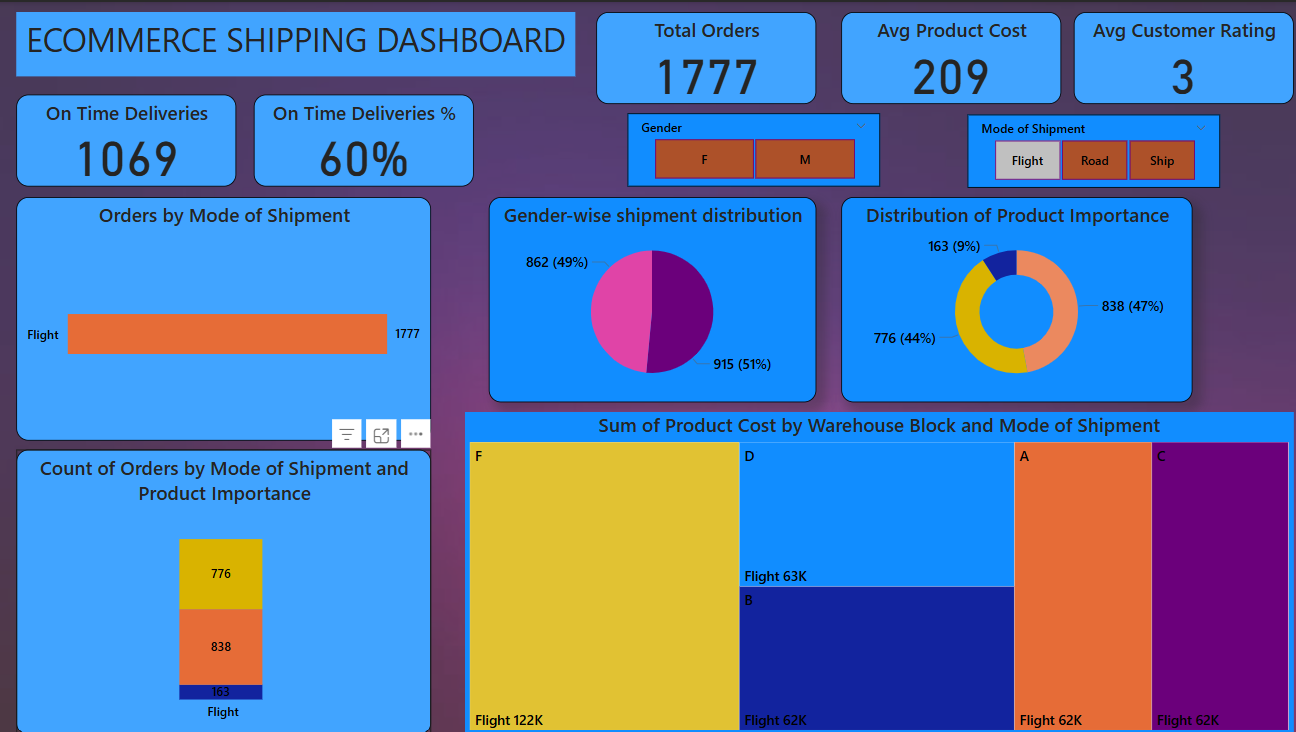 ECOMMERCE SHIPPING DASHBOARD
Total Orders
1777
Avg Product Cost
209
Avg Customer Rating
3
On Time Deliveries
1069
On Time Deliveries %
60%
Gender
F
M
Mode of Shipment
Flight
Road
Ship
Orders by Mode of Shipment
Flight
1777
Gender-wise shipment distribution
862 (49%)
915 (51%)
Distribution of Product Importance
163 (9%)
838 (47%)
776 (44%)
Count of Orders by Mode of Shipment and
Product Importance
776
838
163
Flight
Sum of Product Cost by Warehouse Block and Mode of Shipment
F
Flight 122K
D
Flight 63K
B
Flight 62K
A
Flight 62K
C
Flight 62K